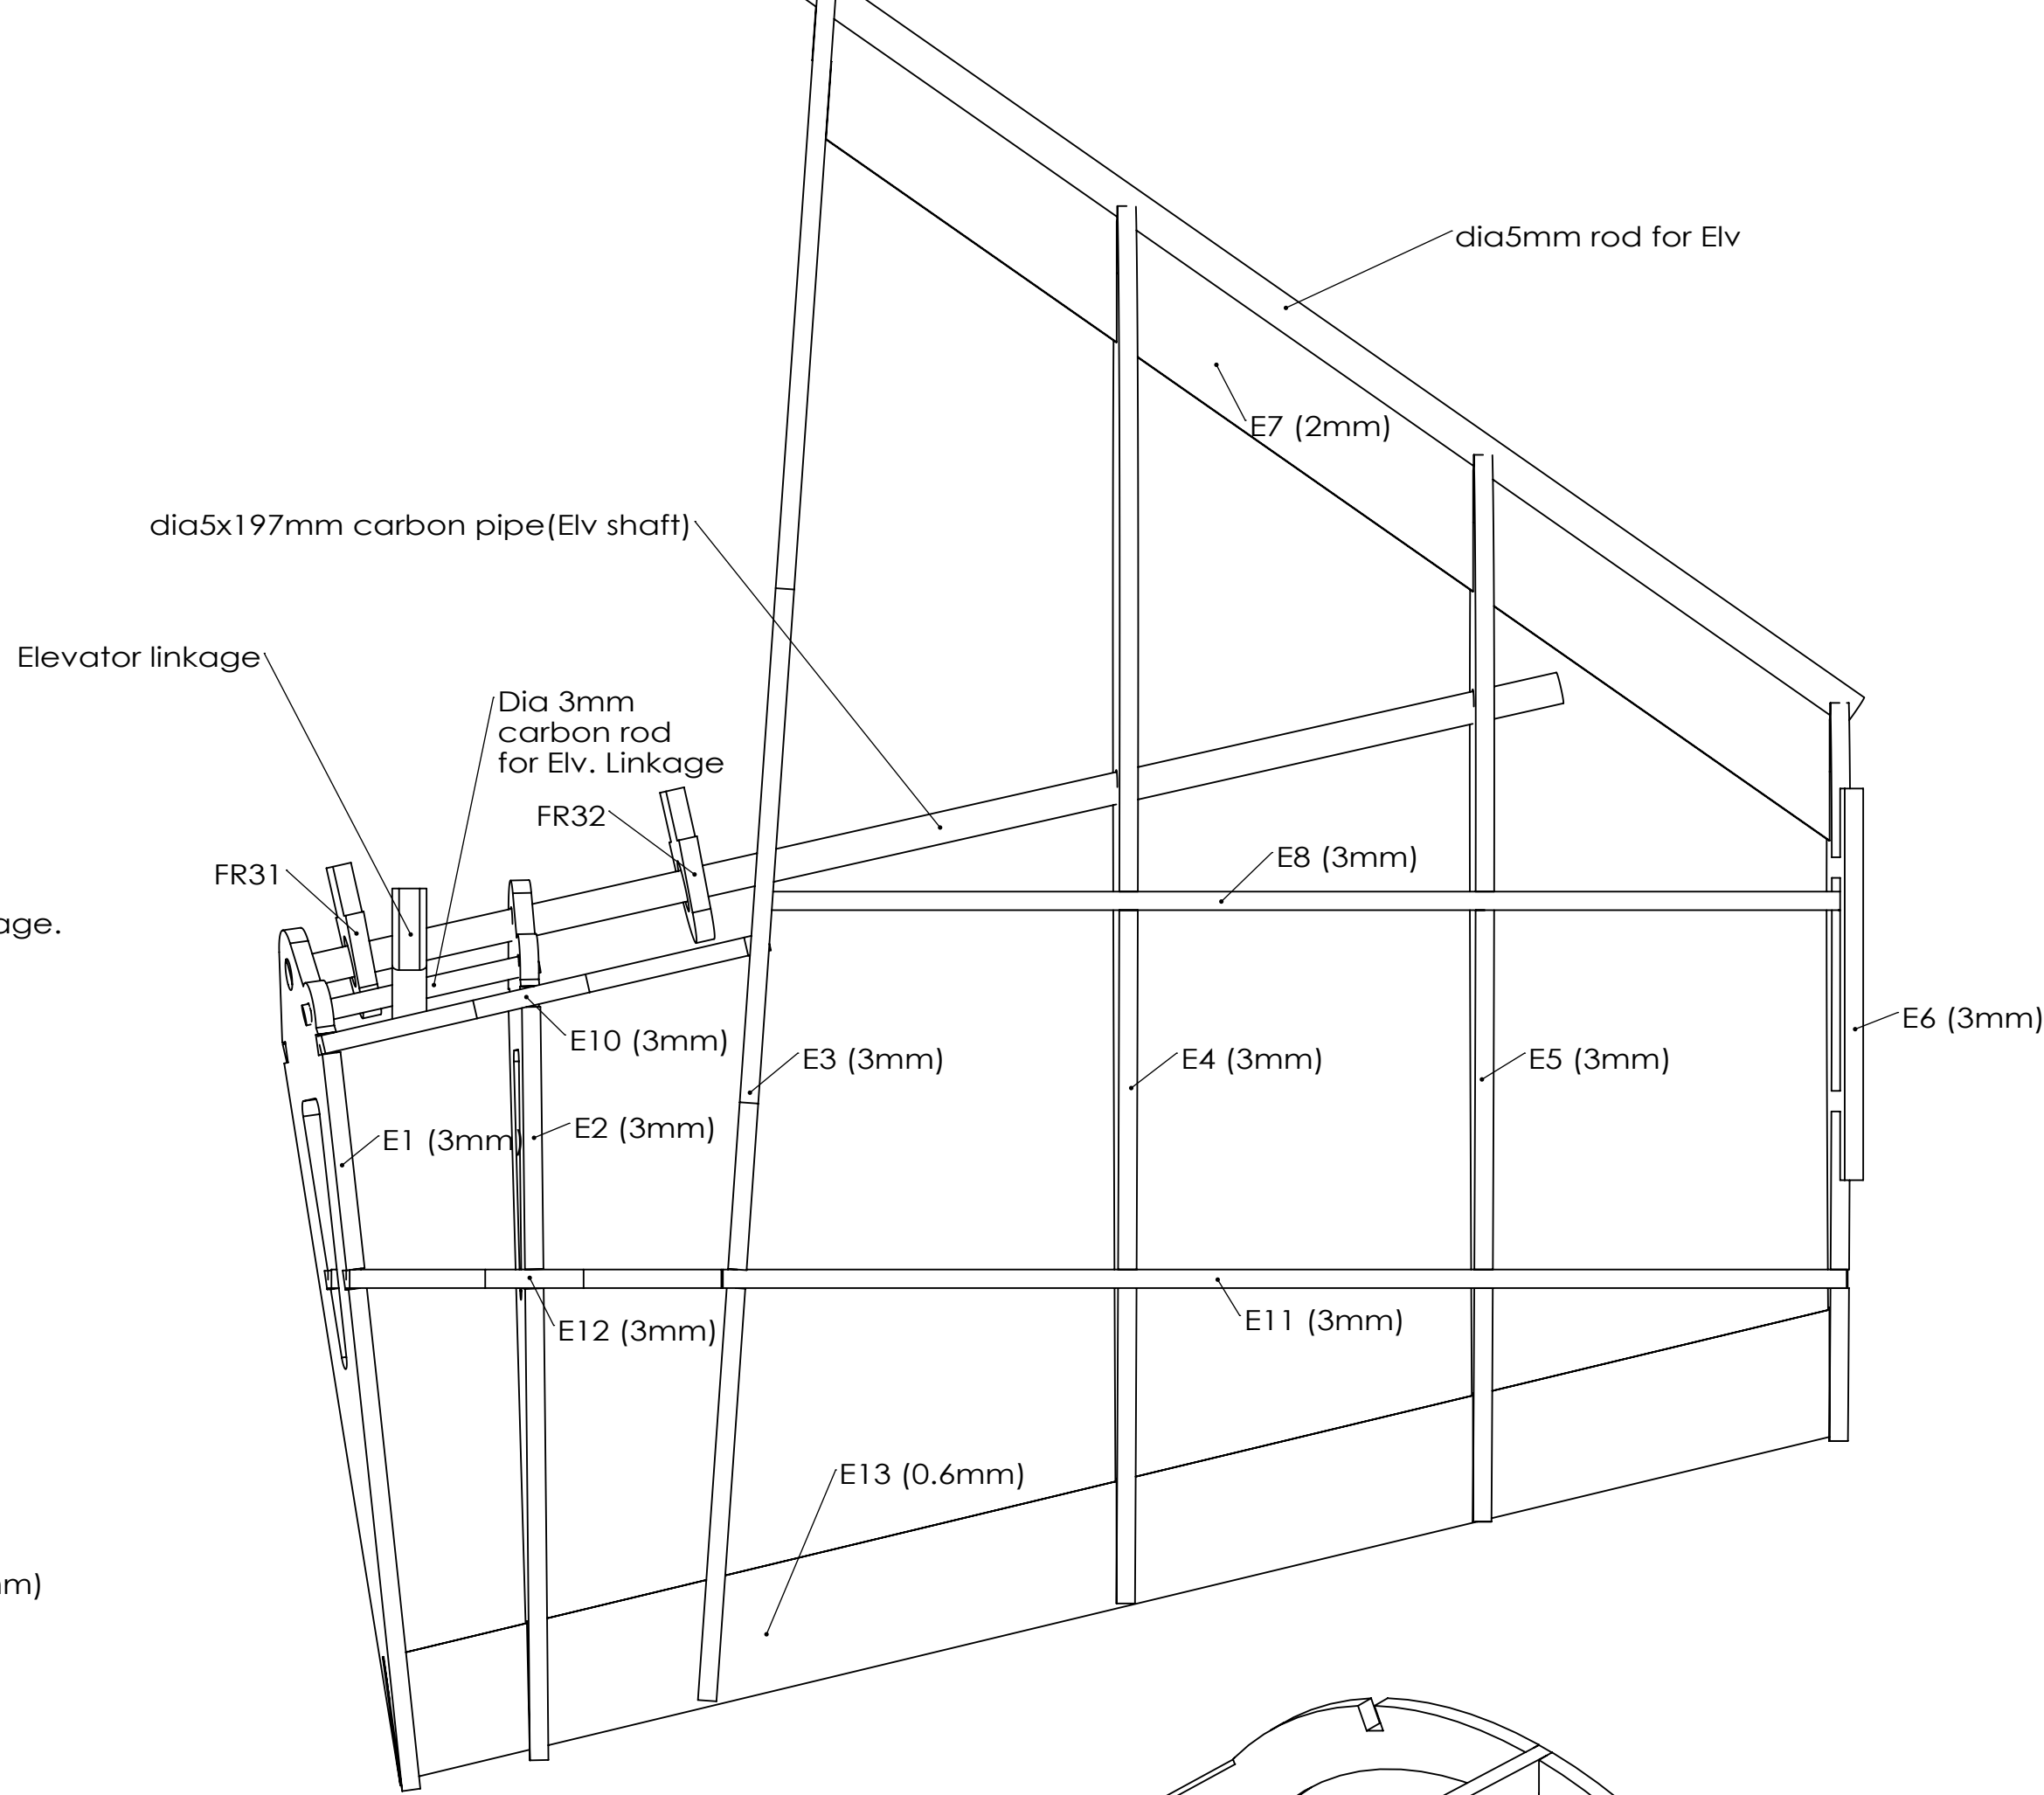 dia5mm rod for Elv
E7 (2mm)
dia5x197mm carbon pipe(Elv shaft)
Elevator linkage
Dia 3mm
carbon rod
for Elv. Linkage
FR32
FR31
E8 (3mm)
age.
E6 (3mm)
E10 (3mm)
E3 (3mm)
E4 (3mm)
E5 (3mm)
E1 (3mm)
E2 (3mm)
E12 (3mm)
E11 (3mm)
E13 (0.6mm)
m)